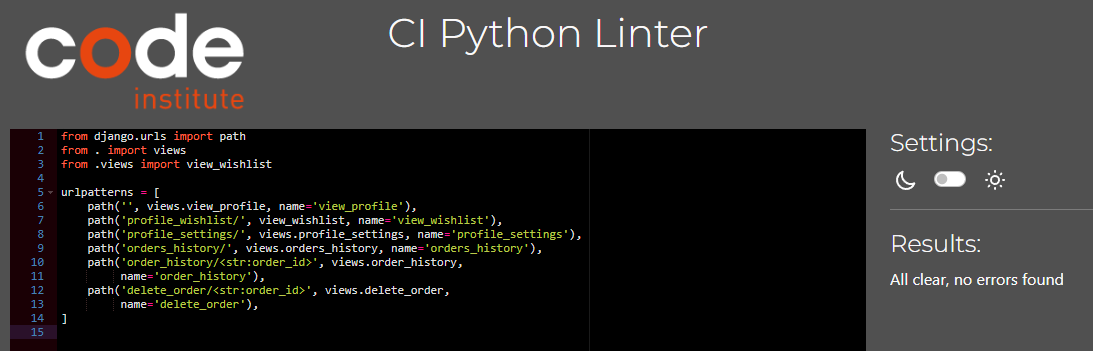 code
institute
CI Python Linter
1 from django.urls import path
2 from . import views
3 from .views import view_wishlist
4
5 urlpatterns = [
6     path('', views.view_profile, name='view_profile'),
7     path('profile_wishlist/', view_wishlist, name='view_wishlist'),
8     path('profile_settings/', views.profile_settings, name='profile_settings'),
9     path('orders_history/', views.orders_history, name='orders_history'),
10     path('order_history/<str:order_id>', views.order_history,
11          name='order_history'),
12     path('delete_order/<str:order_id>', views.delete_order,
13          name='delete_order'),
14 ]
15
Settings:
Results:
All clear, no errors found